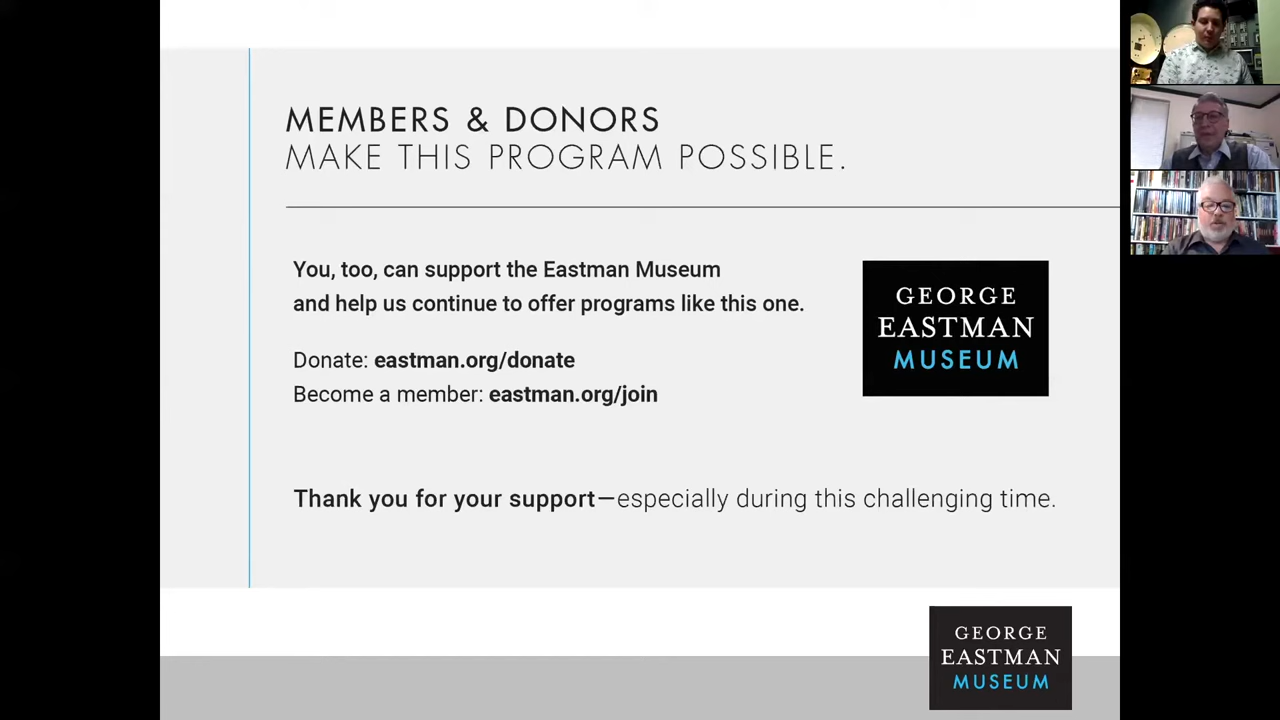 MEMBERS & DONORS
MAKE THIS PROGRAM POSSIBLE.
You, too, can support the Eastman Museum
and help us continue to offer programs like this one.
Donate: eastman.org/donate
Become a member: eastman.org/join
GEORGE
EASTMAN
MUSEUM
Thank you for your support—especially during this challenging time.
GEORGE
EASTMAN
MUSEUM